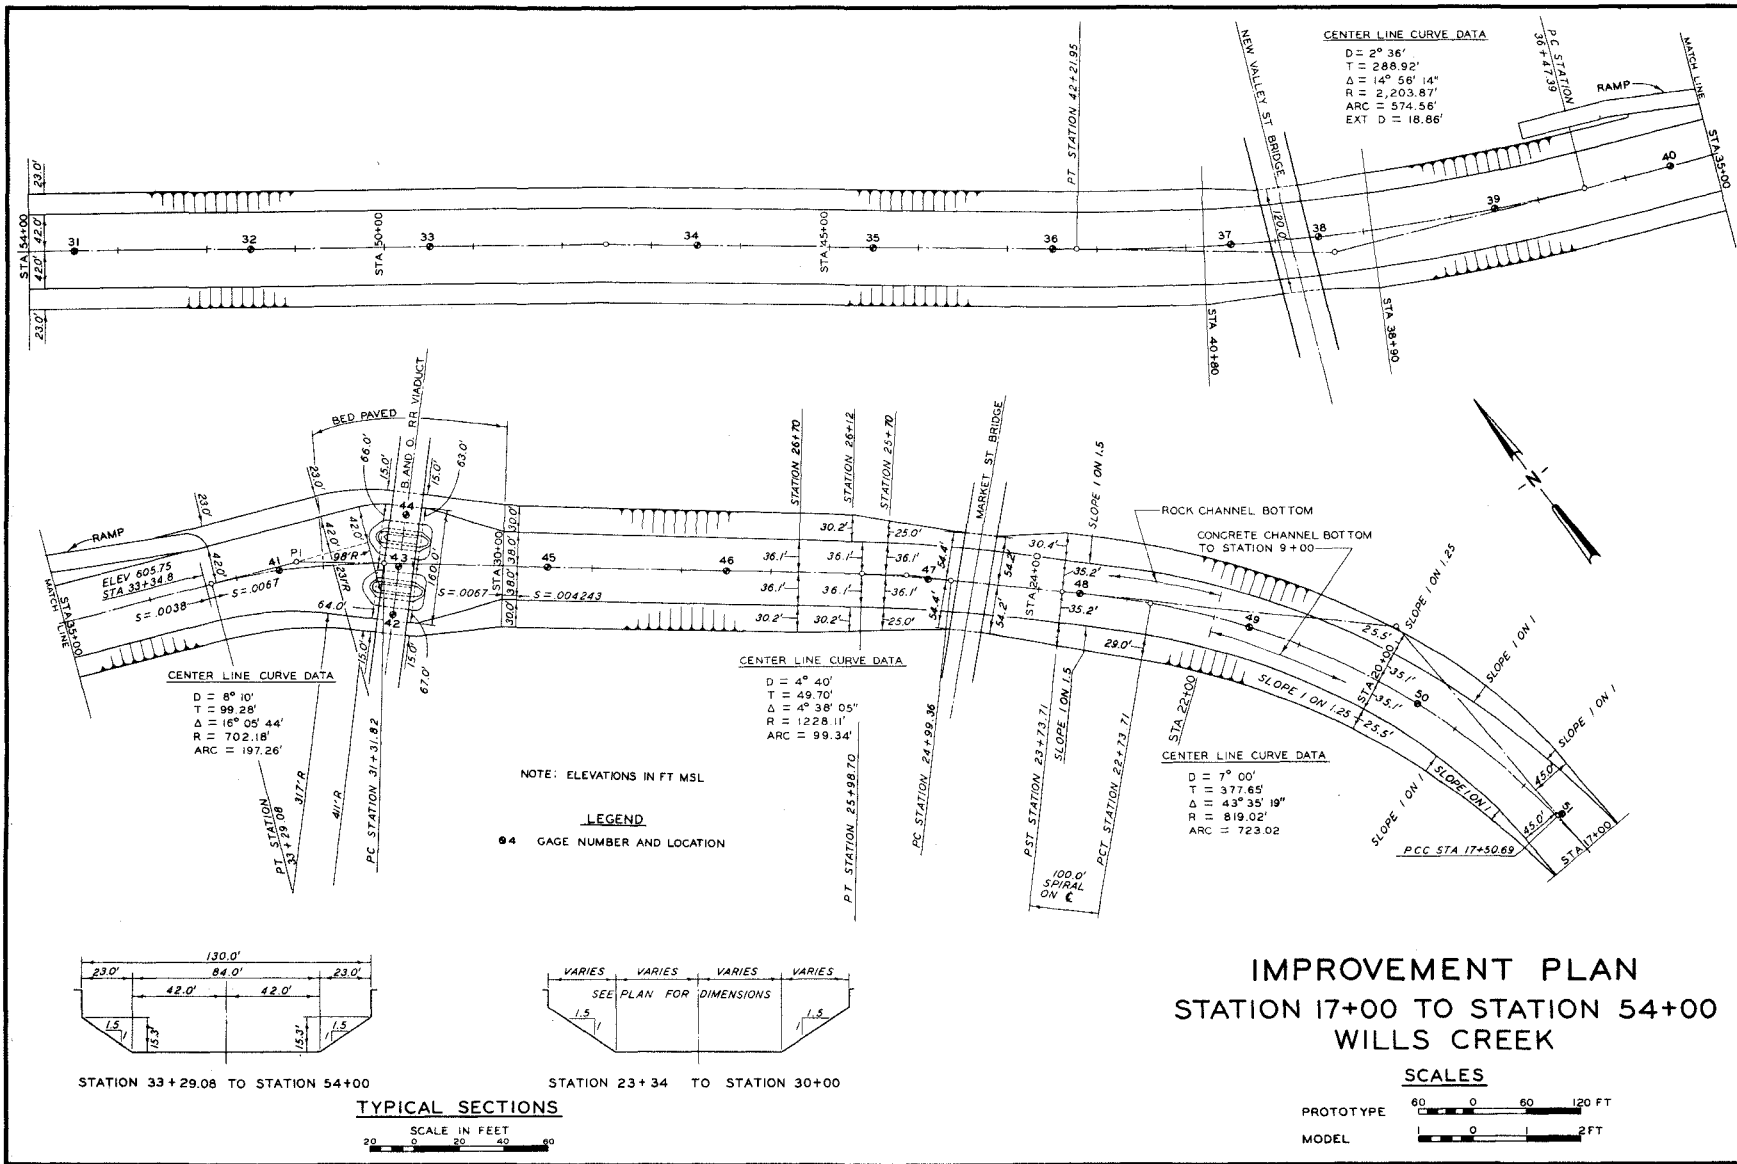 CENTER LINE CURVE DATA
D = 2° 36'
T = 288.92'
Δ = 14° 56' 14"
R = 2,203.87'
ARC = 574.56'
EXT D = 18.86'
PC STATION
36+47.39
RAMP
MATCH LINE
STA 35+00
NEW VALLEY ST BRIDGE
120.0'
PT STATION 42+21.95
STA 40+80
STA 38+90
STA 54+00
STA 50+00
STA 45+00
23.0'
42.0'
42.0'
23.0'
31
32
33
34
35
36
37
38
39
40
BED PAVED
B. AND O. RR VIADUCT
66.0'
15.0'
15.0'
63.0'
23.0'
23.0'
RAMP
42.0'
42.0'
42.0'
98'R
231'R
160.0'
64.0'
15.0'
15.0'
67.0'
PI
41
42
43
44
45
46
47
48
49
50
51
ELEV 605.75
STA 33+34.8
S=.0038
S=.0067
S=.0067
S=.004243
MATCH LINE
STA 35+00
STA 30+00
30.0'
38.0'
38.0'
30.0'
STATION 26+70
STATION 26+12
STATION 25+70
30.2'
25.0'
36.1'
36.1'
36.1'
36.1'
36.1'
36.1'
30.2'
30.2'
25.0'
54.4'
54.4'
54.2'
54.2'
MARKET ST BRIDGE
STA 24+00
SLOPE 1 ON 1.5
30.4'
35.2'
35.2'
29.0'
ROCK CHANNEL BOTTOM
CONCRETE CHANNEL BOTTOM
TO STATION 9+00
SLOPE 1 ON 1.25
SLOPE 1 ON 1
SLOPE 1 ON 1
25.5'
35.1'
35.1'
25.5'
STA 20+00
SLOPE 1 ON 1.25
SLOPE 1 ON 1
SLOPE 1 ON 1
45.0'
45.0'
STA 17+00
PCC STA 17+50.69
STA 22+00
SLOPE 1 ON 1.5
N
CENTER LINE CURVE DATA
D = 8° 10'
T = 99.28'
Δ = 16° 05' 44'
R = 702.18'
ARC = 197.26'
CENTER LINE CURVE DATA
D = 4° 40'
T = 49.70'
Δ = 4° 38' 05"
R = 1228.11'
ARC = 99.34'
CENTER LINE CURVE DATA
D = 7° 00'
T = 377.65'
Δ = 43° 35' 19"
R = 819.02'
ARC = 723.02
PT STATION
33+29.08
317'R
411'R
PC STATION 31+31.82
PT STATION 25+98.70
PC STATION 24+99.36
PST STATION 23+73.71
PCT STATION 22+73.71
100.0'
SPIRAL
ON ℄
NOTE: ELEVATIONS IN FT MSL
LEGEND
4 GAGE NUMBER AND LOCATION
130.0'
23.0' 84.0' 23.0'
42.0' 42.0'
1.5
1
15.3'
15.3'
1.5
1
STATION 33+29.08 TO STATION 54+00
VARIES VARIES VARIES VARIES
SEE PLAN FOR DIMENSIONS
1.5
1
1.5
1
STATION 23+34 TO STATION 30+00
TYPICAL SECTIONS
SCALE IN FEET
20 0 20 40 60
IMPROVEMENT PLAN
STATION 17+00 TO STATION 54+00
WILLS CREEK
SCALES
PROTOTYPE 60 0 60 120 FT
MODEL 1 0 1 2 FT